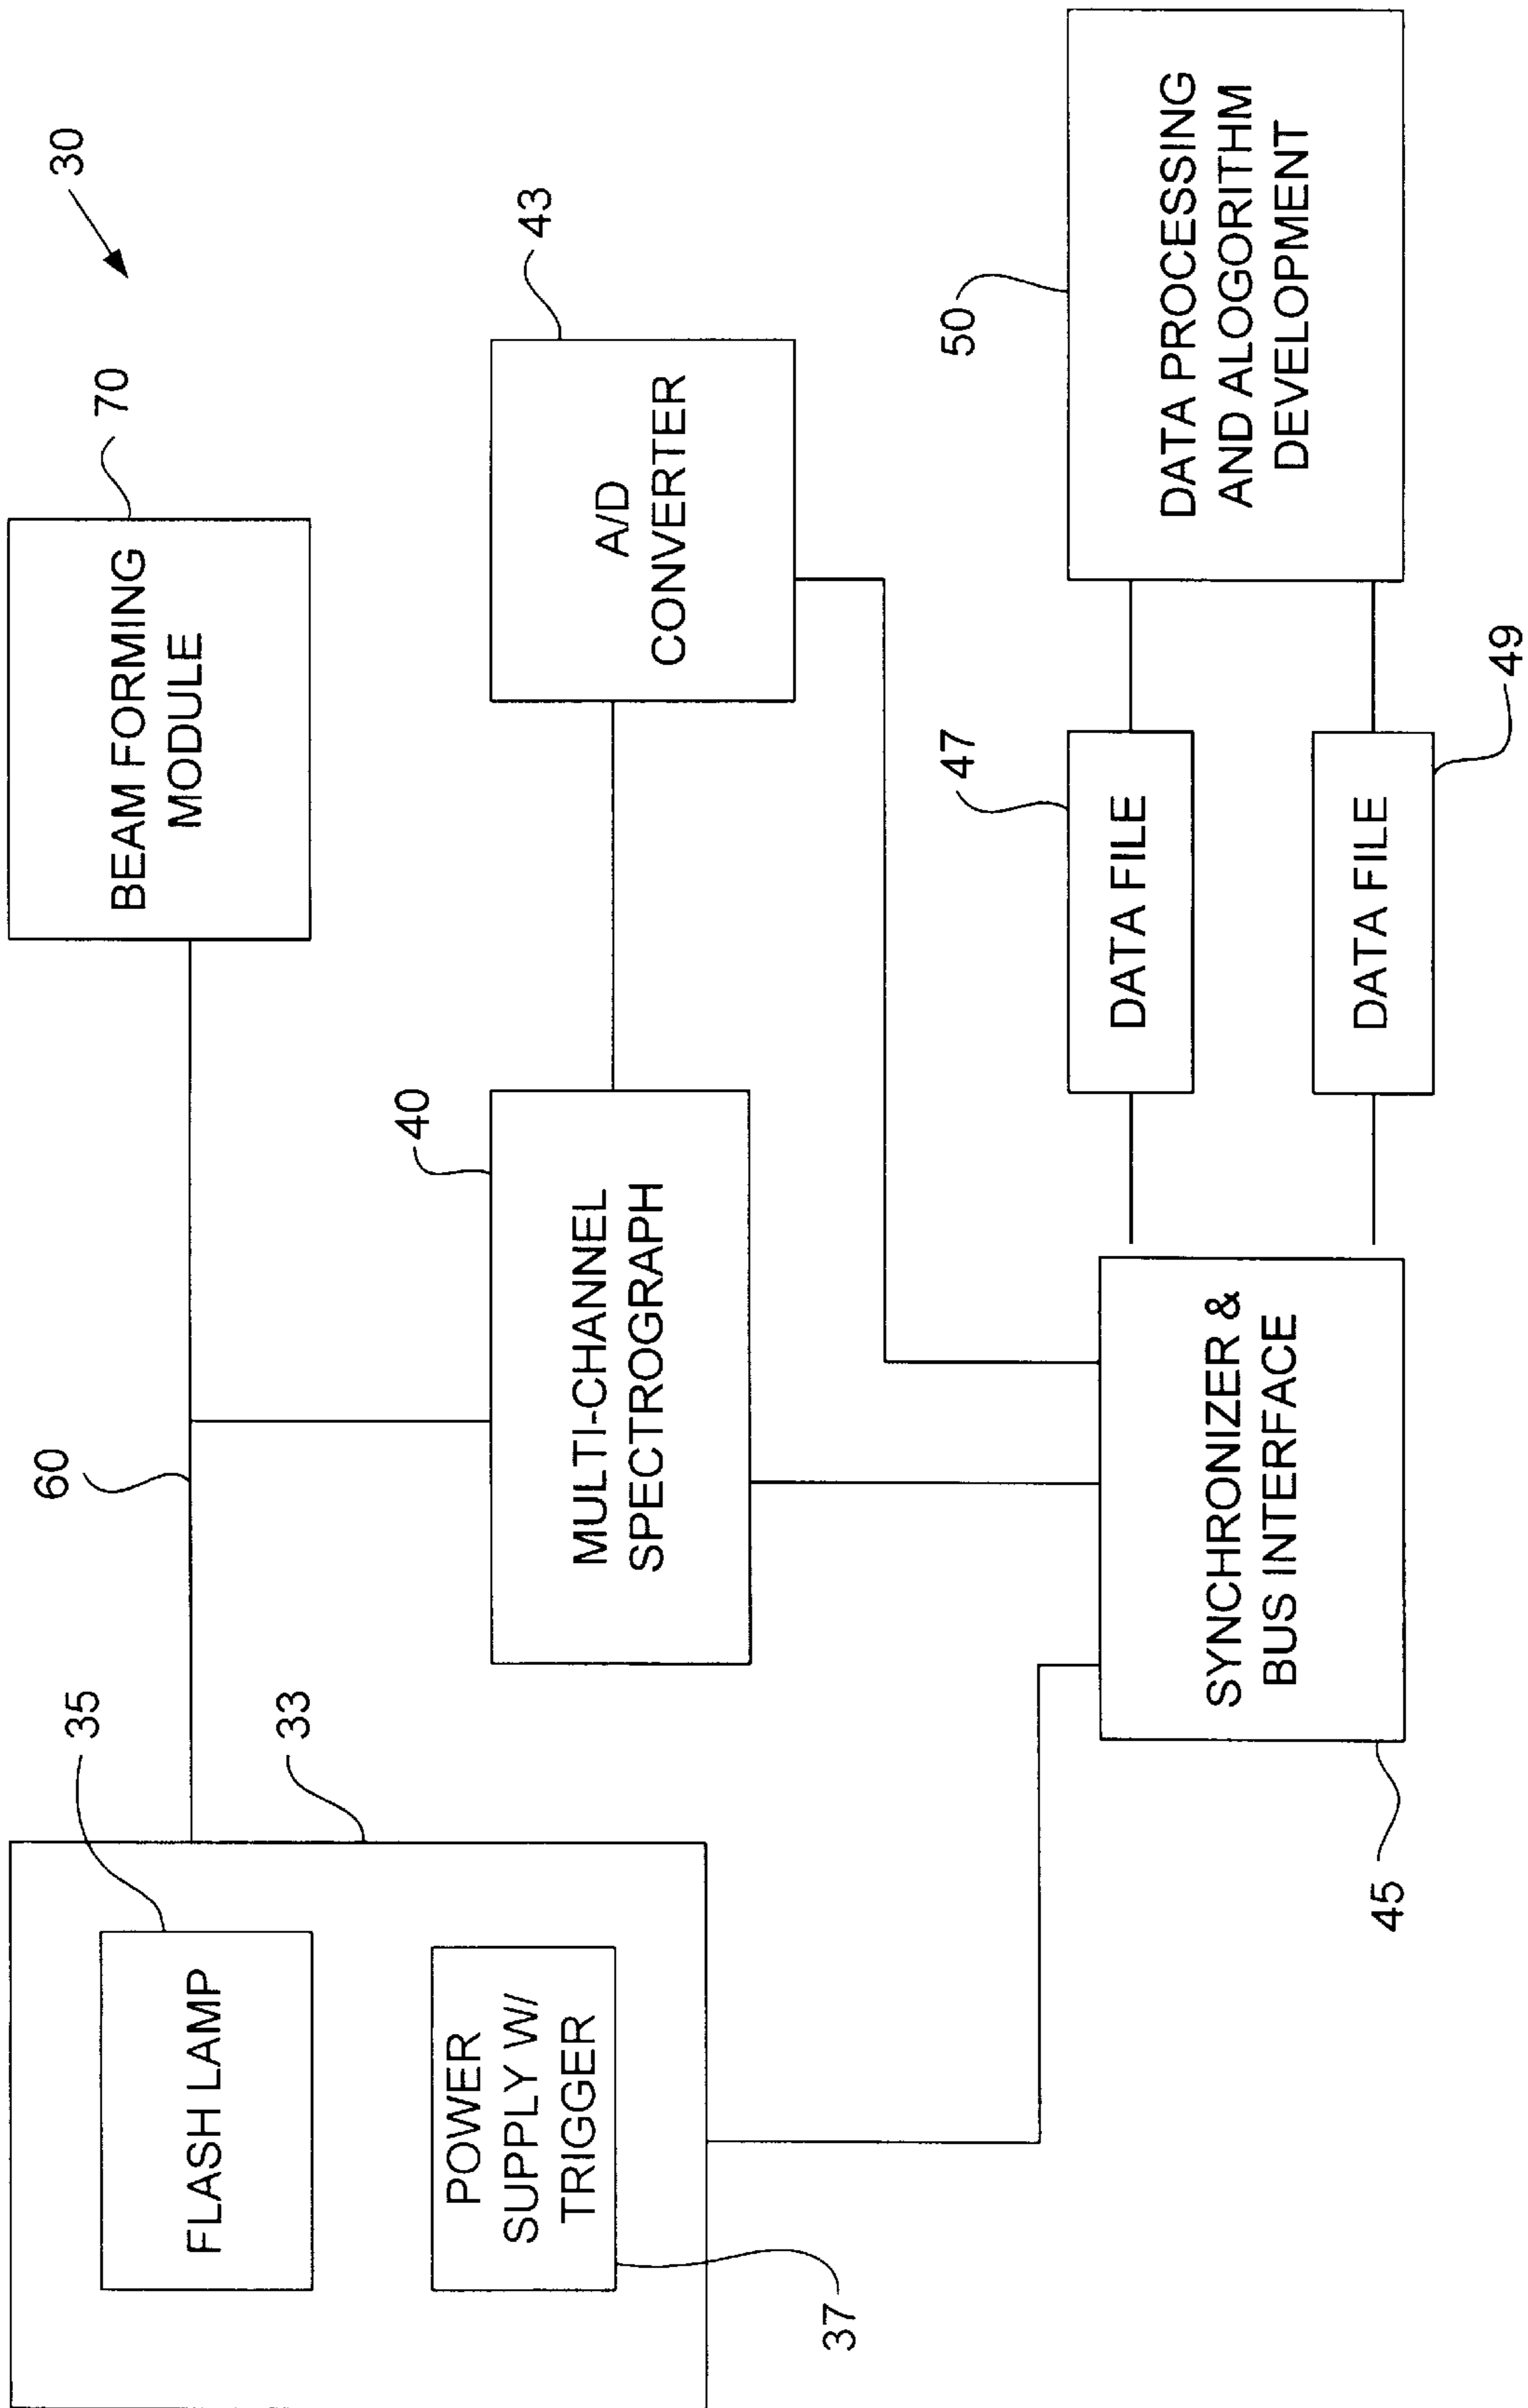 30
35
FLASH LAMP
33
POWER
SUPPLY W/
TRIGGER
37
60
BEAM FORMING
MODULE
70
40
MULTI-CHANNEL
SPECTROGRAPH
A/D
CONVERTER
43
SYNCHRONIZER &
BUS INTERFACE
45
47
DATA FILE
DATA FILE
49
50
DATA PROCESSING
AND ALOGORITHM
DEVELOPMENT